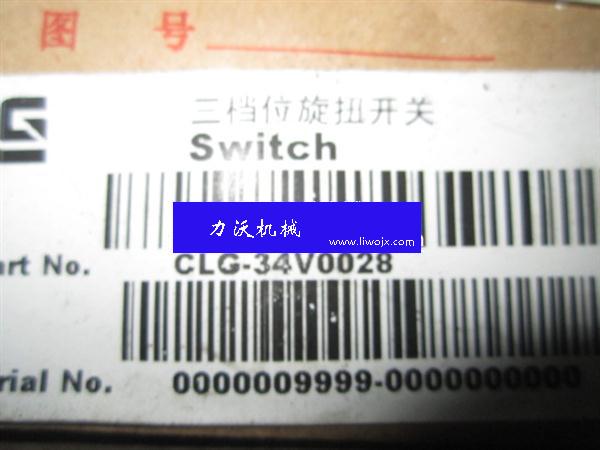 图 号
三档位旋扭开关
Switch
力沃机械
www.liwojx.com
art No. CLG-34V0028
rial No. 0000009999-0000000000